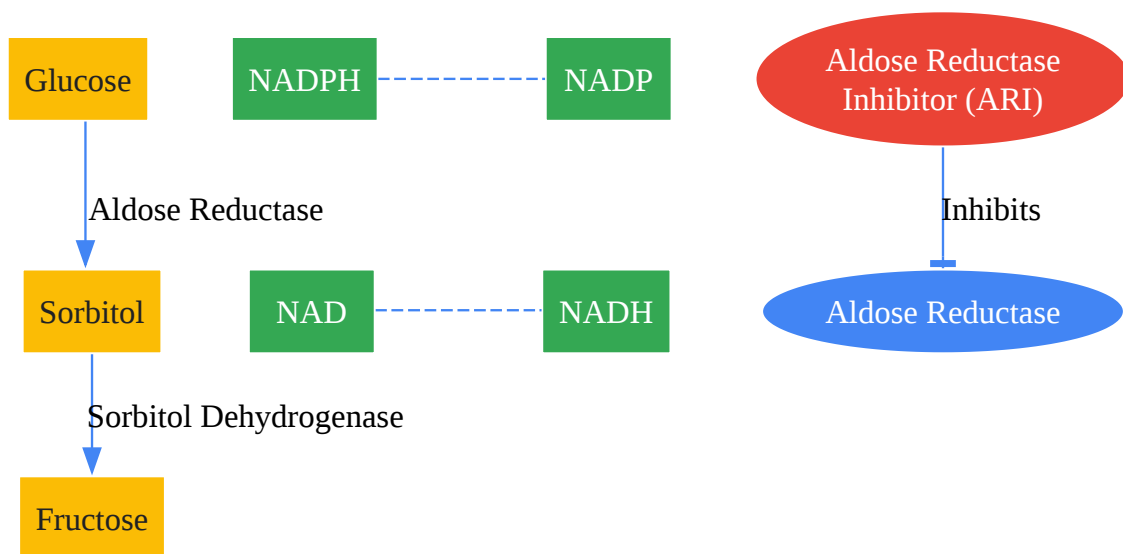 Glucose
NADPH
NADP
Aldose Reductase
Inhibitor (ARI)
Aldose Reductase
Inhibits
Sorbitol
NAD
NADH
Aldose Reductase
Sorbitol Dehydrogenase
Fructose